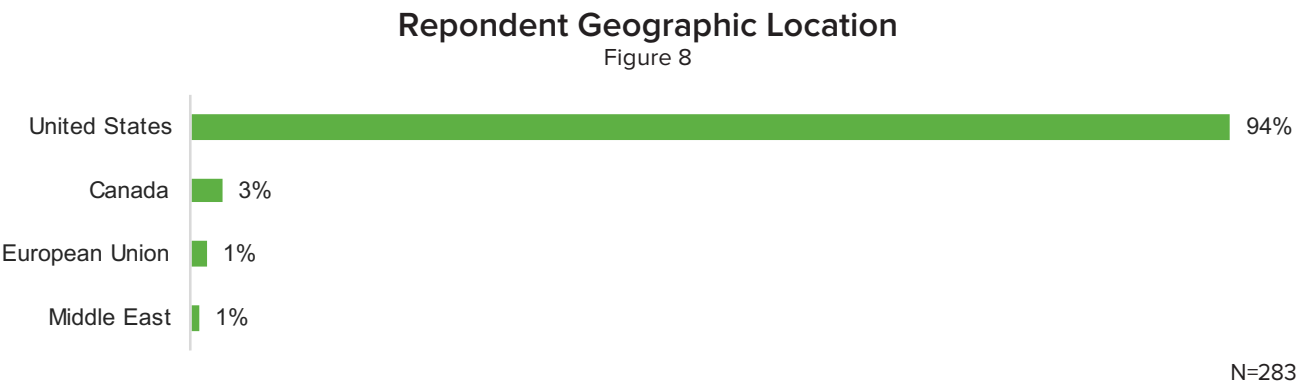 Repondent Geographic Location
Figure 8
United States 94%
Canada 3%
European Union 1%
Middle East 1%
N=283